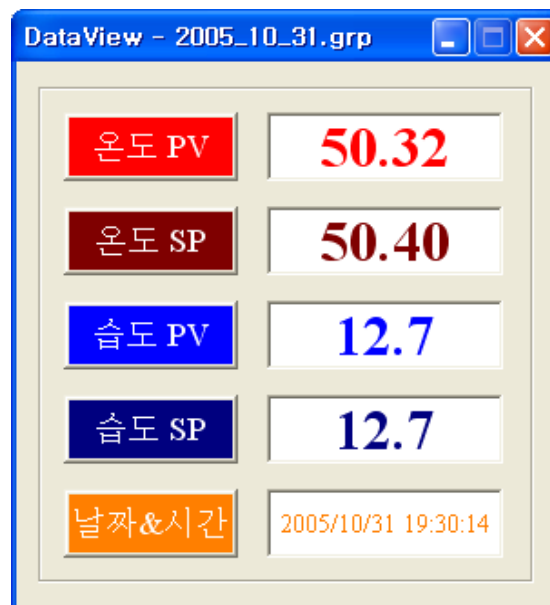 DataView - 2005_10_31.grp
온도 PV 50.32
온도 SP 50.40
습도 PV 12.7
습도 SP 12.7
날짜&시간 2005/10/31 19:30:14